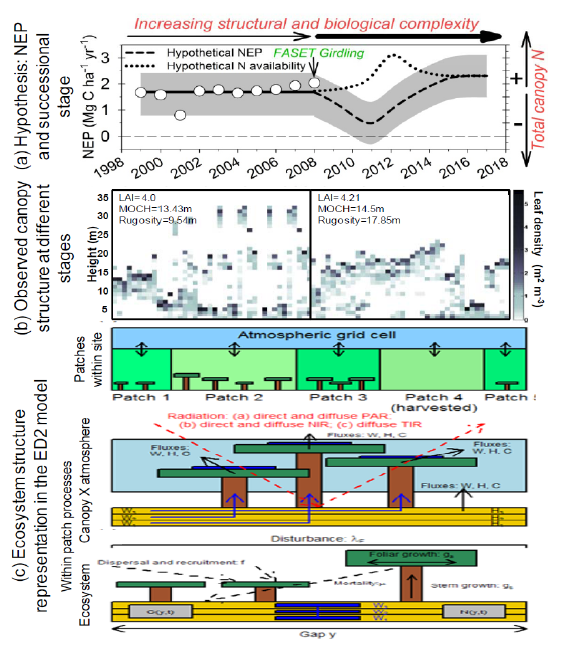 Increasing structural and biological complexity
(a) Hypothesis: NEP
and successional
stage
NEP (Mg C ha⁻¹ yr⁻¹)
3
2
1
0
Hypothetical NEP
Hypothetical N availability
FASET Girdling
+
-
Total canopy N
1998
2000
2002
2004
2006
2008
2010
2012
2014
2016
2018
(b) Observed canopy
structure at different
stages
Height (m)
35
30
25
20
15
10
5
LAI=4.0
MOCH=13.43m
Rugosity=9.54m
LAI=4.21
MOCH=14.5m
Rugosity=17.85m
5
4
3
2
1
0
Leaf density (m² m⁻³)
(c) Ecosystem structure
representation in the ED2 model
Patches
within site
Atmospheric grid cell
Patch 1
Patch 2
Patch 3
Patch 4
(harvested)
Patch
Within patch processes
Canopy X atmosphere
Radiation: (a) direct and diffuse PAR:
(b) direct and diffuse NIR; (c) diffuse TIR
Fluxes: W, H, C
Fluxes:
W, H, C
Fluxes:
W, H, C
Fluxes: W, H, C
Ecosystem
Disturbance: λF
Dispersal and recruitment: f
Foliar growth: gₐ
Mortality: μ
Stem growth: gₛ
C(y,t)
N(y,t)
Gap y